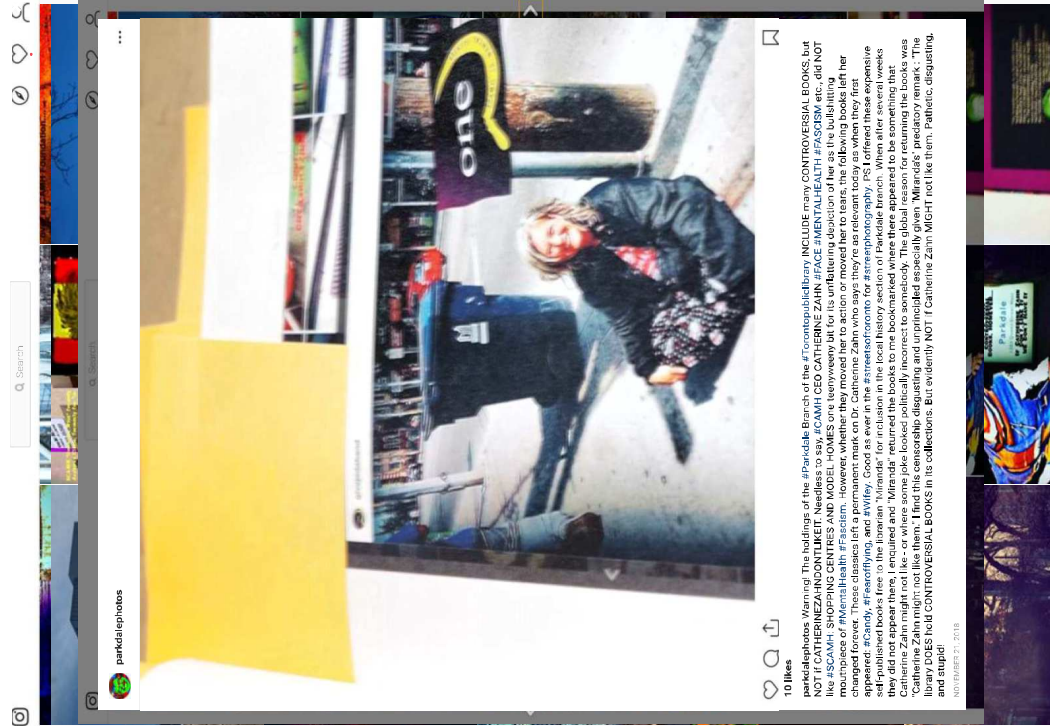 Search
parkdalephotos
one
10 likes
parkdalephotos Warning! The holdings of the #Parkdale Branch of the #Torontopubliclibrary INCLUDE many CONTROVERSIAL BOOKS, but
NOT if CATHERINEZAHNDONTLIKEIT. Needless to say, #CAMH CEO CATHERINE ZAHN #FACE #MENTALHEALTH #FASCISM etc., did NOT
like #SCAMH: SHOPPING CENTRES AND MODEL HOMES one teenyweeny bit for its unflattering depiction of her as the bullshitting
mouthpiece of #MentalHealth #Fascism. However, whether they moved her to action or moved her to tears, the following books left her
changed forever. These classics left a permanent mark on Dr. Catherine Zahn who says they're as relevant today as when they first
appeared: #Candy, #Fearofflying, and #Wifey. Good as ever in the #streetsoftoronto for #streetphotography. PS I offered these expensive
self-published books free to the librarian "Miranda" for inclusion in the local history section of Parkdale branch. When after several weeks
they did not appear there, I enquired and "Miranda" returned the books to me bookmarked where there appeared to be something that
Catherine Zahn might not like - or where some joke looked politically incorrect to somebody. The global reason for returning the books was
"Catherine Zahn might not like them." I find this censorship disgusting and unprincipled especially given "Miranda's" predatory remark : "The
library DOES hold CONTROVERSIAL BOOKS in its collections. But evidently NOT if Catherine Zahn MIGHT not like them. Pathetic, disgusting,
and stupid!
NOVEMBER 21, 2018
Search
Parkdale